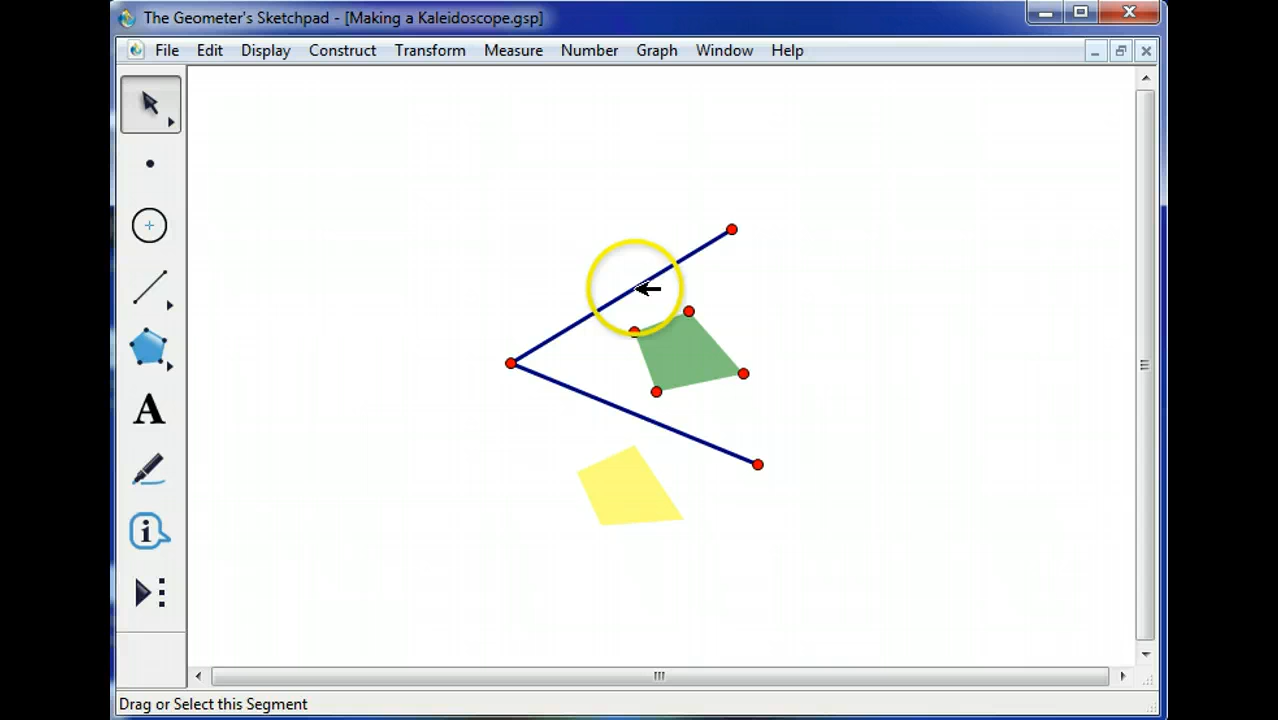 The Geometer's Sketchpad - [Making a Kaleidoscope.gsp]
File Edit Display Construct Transform Measure Number Graph Window Help
A
i
Drag or Select this Segment